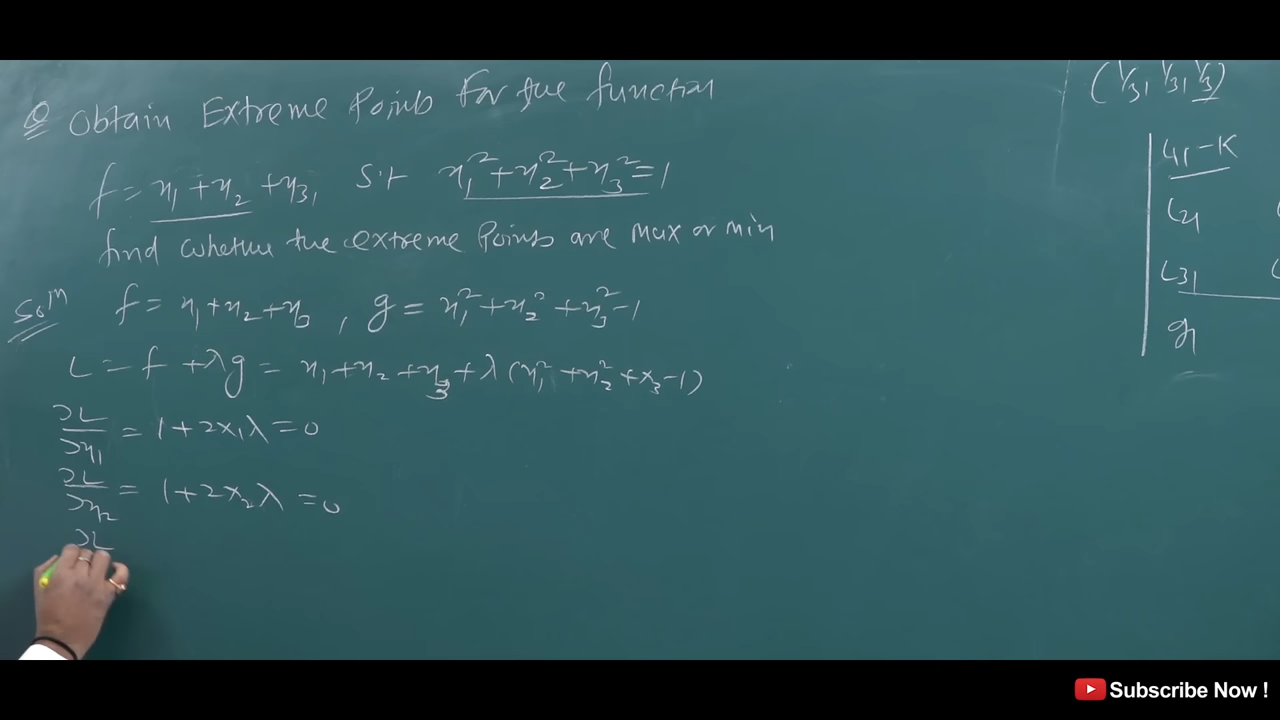 Q Obtain Extreme Points for the function
f = x₁ + x₂ + x₃, s.t x₁² + x₂² + x₃² = 1
find whether the extreme Points are max or min
Solⁿ f = x₁ + x₂ + x₃, g = x₁² + x₂² + x₃² - 1
L = f + λg = x₁ + x₂ + x₃ + λ(x₁² + x₂² + x₃ - 1)
∂L/∂x₁ = 1 + 2x₁λ = 0
∂L/∂x₂ = 1 + 2x₂λ = 0
∂L
(1/3, 1/3, 1/3)
L₁₁ - K
L₂₁
L₃₁
g₁
Subscribe Now !